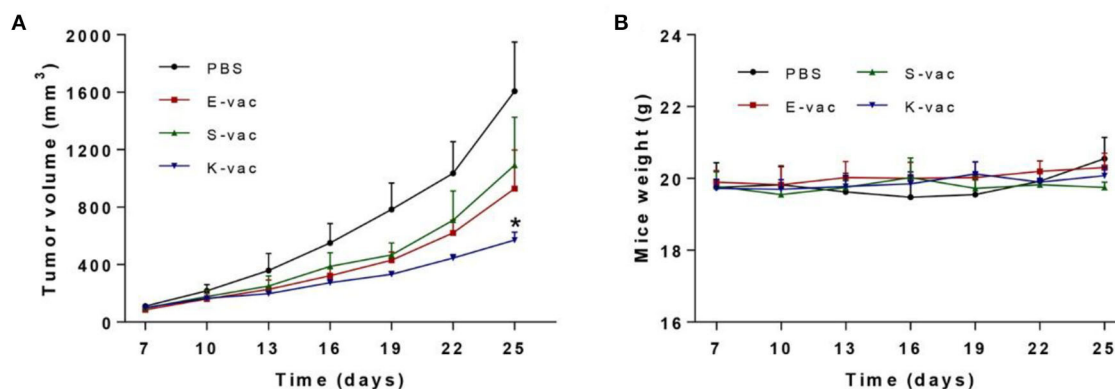 A
Tumor volume (mm³)
2000
1600
1200
800
400
0
PBS
E-vac
S-vac
K-vac
*
7 10 13 16 19 22 25
Time (days)
B
Mice weight (g)
24
22
20
18
16
PBS S-vac
E-vac K-vac
7 10 13 16 19 22 25
Time (days)